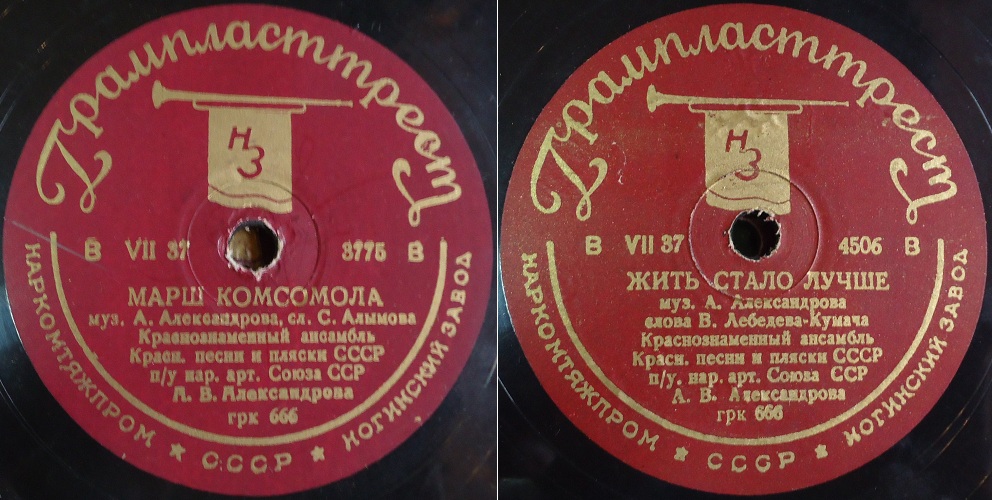 Грампласттрест
НЗ
В VII 37 3775 В
МАРШ КОМСОМОЛА
муз. А. Александрова, сл. С. Алымова
Краснознаменный ансамбль
Красн. песни и пляски СССР
п/у нар. арт. Союза ССР
А. В. Александрова
грк 666
НАРКОМТЯЖПРОМ ★ СССР ★ НОГИНСКИЙ ЗАВОД
Грампласттрест
НЗ
В VII 37 4506 В
ЖИТЬ СТАЛО ЛУЧШЕ
муз. А. Александрова
слова В. Лебедева-Кумача
Краснознаменный ансамбль
Красн. песни и пляски СССР
п/у. нар. арт. Союза ССР
А. В. Александрова
грк 666
НАРКОМТЯЖПРОМ ★ СССР ★ НОГИНСКИЙ ЗАВОД